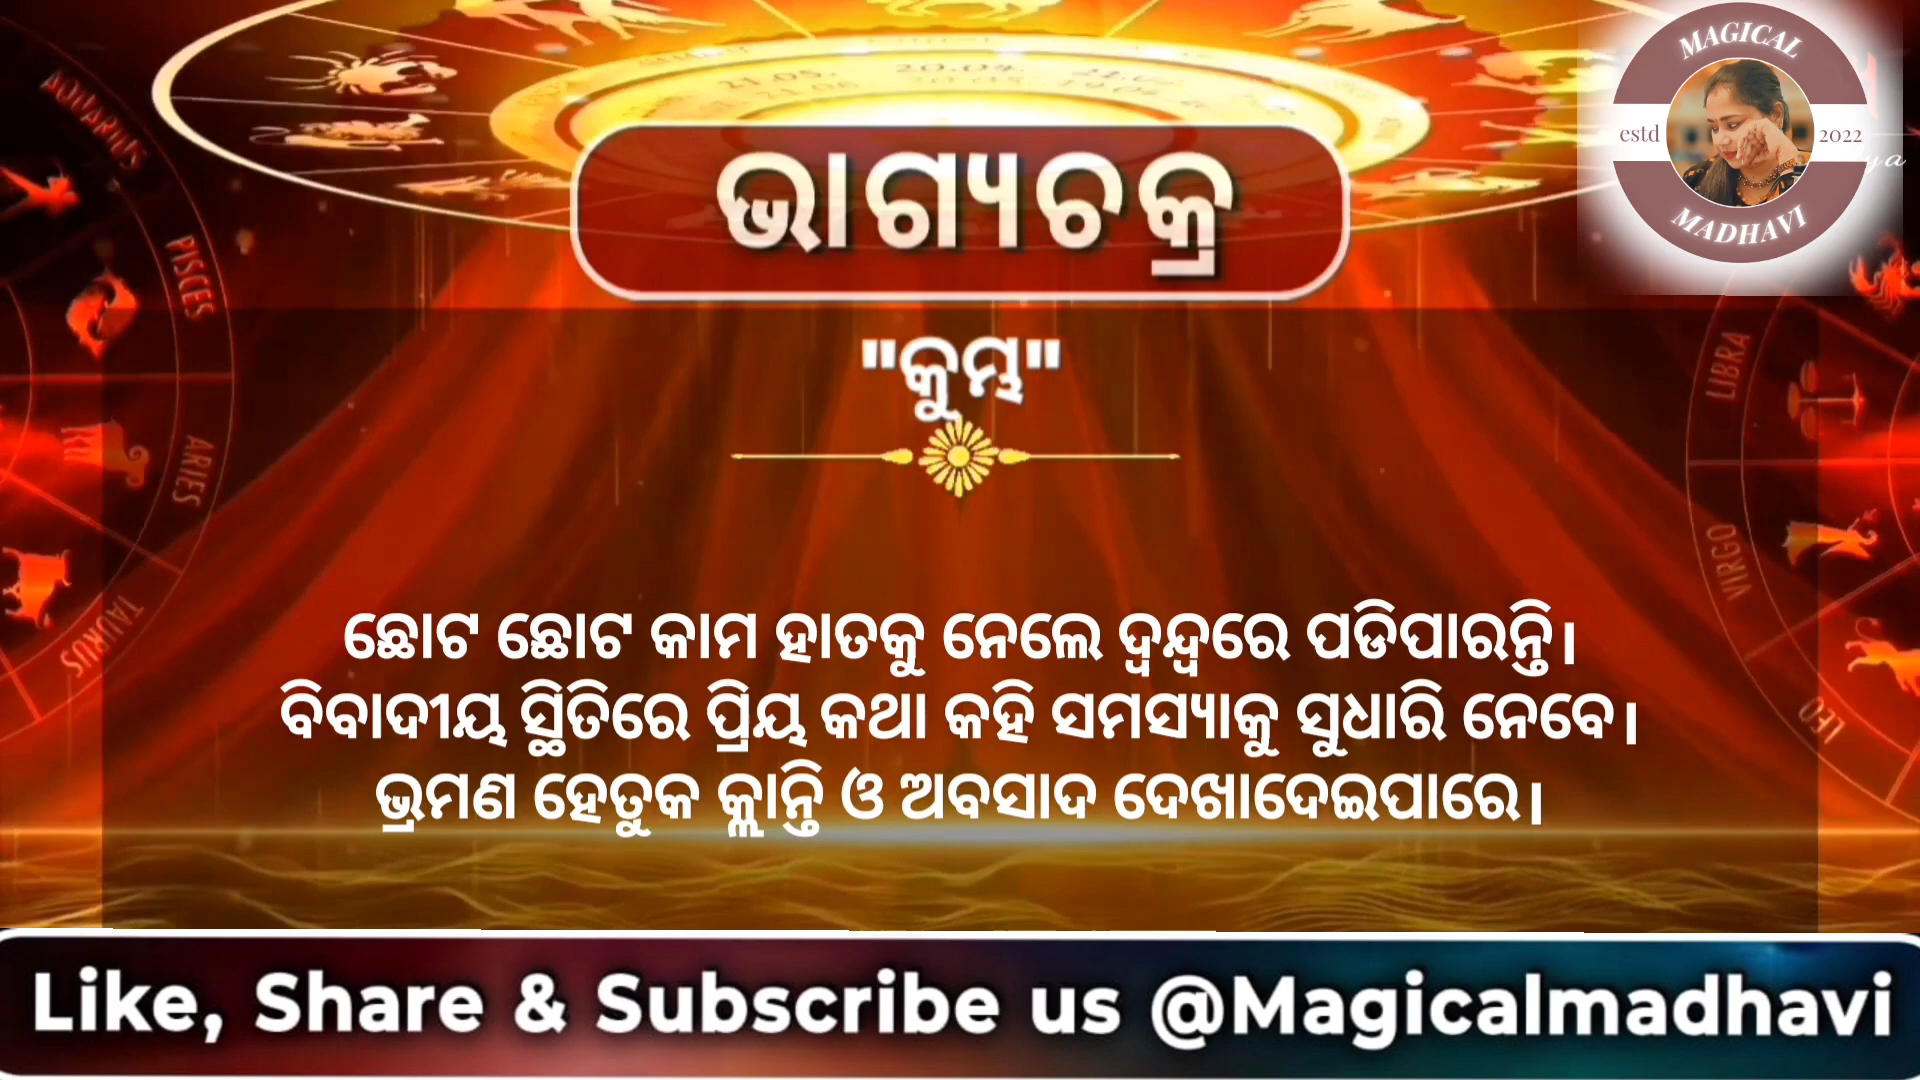 MAGICAL
estd 2022
MADHAVI
ଭାଗ୍ୟଚକ୍ର
"କୁମ୍ଭ"
ଛୋଟ ଛୋଟ କାମ ହାତକୁ ନେଲେ ଦ୍ୱନ୍ଦ୍ୱରେ ପଡିପାରନ୍ତି।
ବିବାଦୀୟ ସ୍ଥିତିରେ ପ୍ରିୟ କଥା କହି ସମସ୍ୟାକୁ ସୁଧାରି ନେବେ।
ଭ୍ରମଣ ହେତୁକ କ୍ଲାନ୍ତି ଓ ଅବସାଦ ଦେଖାଦେଇପାରେ।
AQUARIUS
PISCES
ARIES
TAURUS
LIBRA
VIRGO
LEO
Like, Share & Subscribe us @Magicalmadhavi